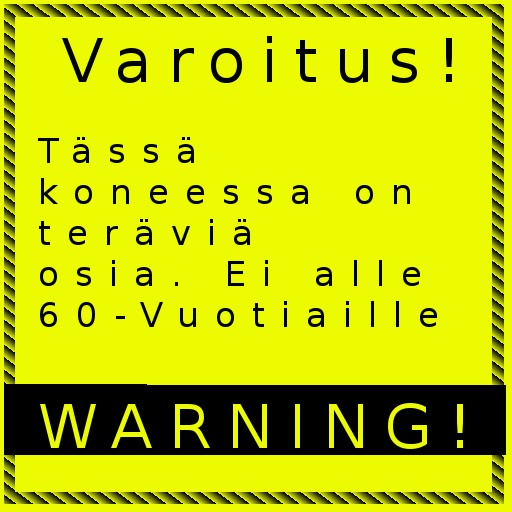 Varoitus!
Tässä
koneessa on
teräviä
osia. Ei alle
60-Vuotiaille
WARNING!